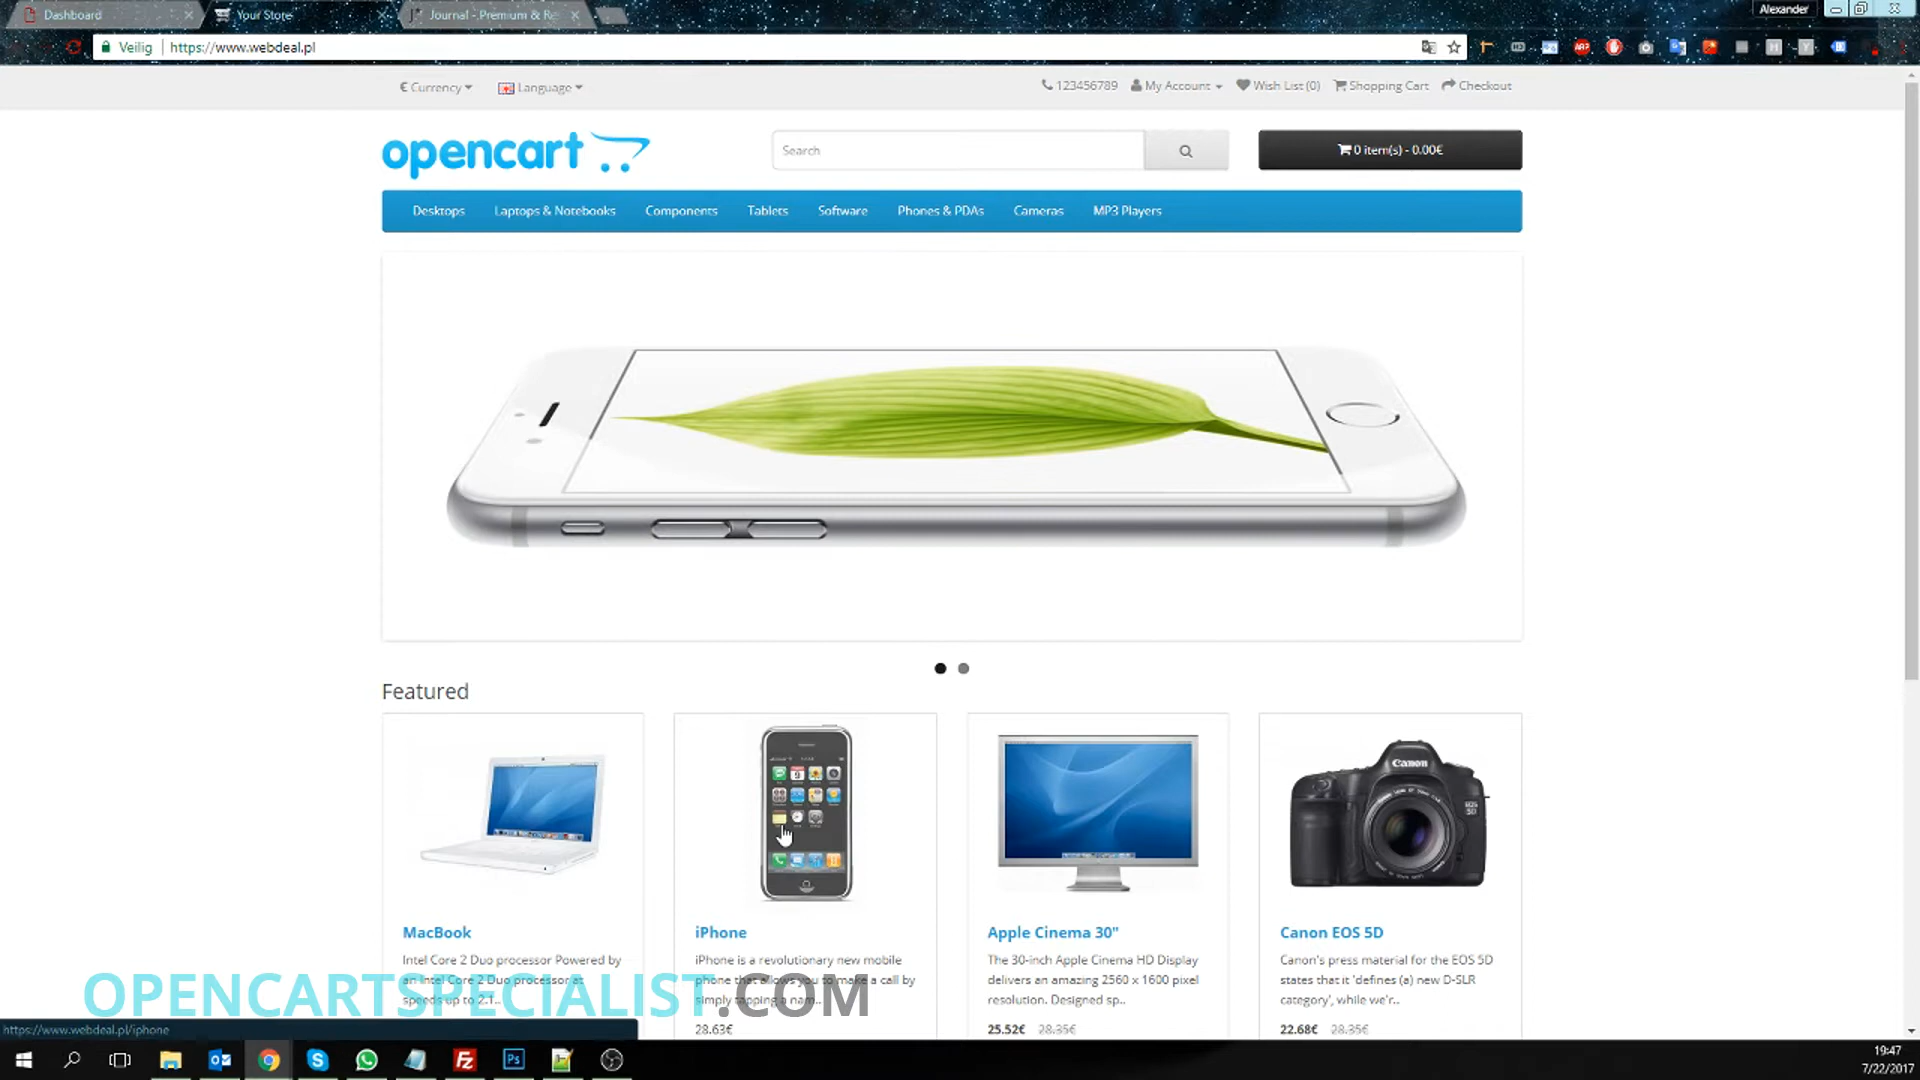 Dashboard
Your Store
Journal - Premium & Re
Alexander
Veilig
https://www.webdeal.pl
€ Currency
Language
123456789
My Account
Wish List (0)
Shopping Cart
Checkout
opencart
Search
0 item(s) - 0.00€
Desktops
Laptops & Notebooks
Components
Tablets
Software
Phones & PDAs
Cameras
MP3 Players
Featured
Canon
EOS
5D
MacBook
Intel Core 2 Duo processor Powered by
an Intel Core 2 Duo processor at
speeds up to 2.1..
iPhone
iPhone is a revolutionary new mobile
phone that allows you to make a call by
simply tapping a nam..
28.63€
Apple Cinema 30"
The 30-inch Apple Cinema HD Display
delivers an amazing 2560 x 1600 pixel
resolution. Designed sp..
25.52€ 28.35€
Canon EOS 5D
Canon's press material for the EOS 5D
states that it 'defines (a) new D-SLR
category', while we'r..
22.68€ 28.35€
OPENCARTSPECIALIST.COM
https://www.webdeal.pl/iphone
19:47
7/22/2017